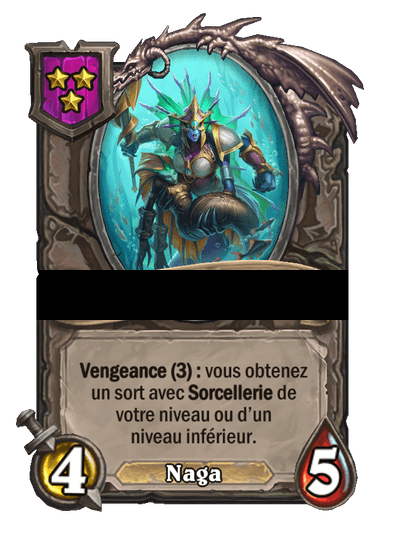 Vengeance (3) : vous obtenez
un sort avec Sorcellerie de
votre niveau ou d'un
niveau inférieur.
4
Naga
5